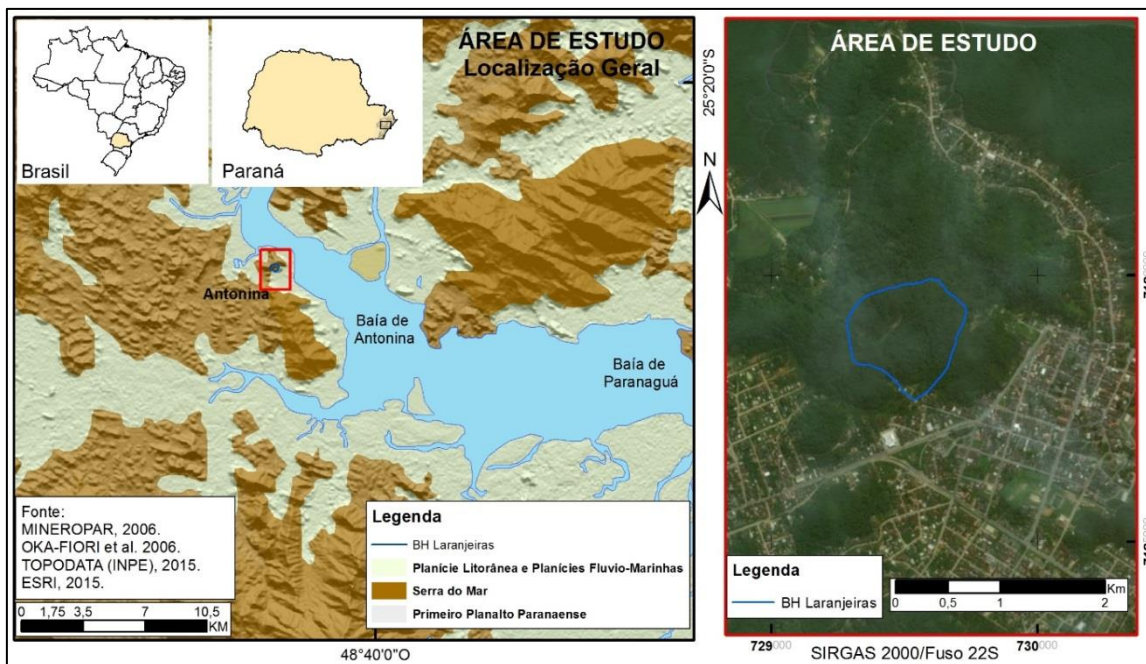 ÁREA DE ESTUDO
Localização Geral
Brasil
Paraná
Antonina
Baía de
Antonina
Baía de
Paranaguá
Fonte:
MINEROPAR, 2006.
OKA-FIORI et al. 2006.
TOPODATA (INPE), 2015.
ESRI, 2015.
0 1,75 3,5 7 10,5
KM
Legenda
BH Laranjeiras
Planície Litorânea e Planícies Fluvio-Marinhas
Serra do Mar
Primeiro Planalto Paranaense
48°40'0"O
25°20'0"S
N
ÁREA DE ESTUDO
Legenda
BH Laranjeiras
Km
0 0,5 1 2
729000
730000
SIRGAS 2000/Fuso 22S